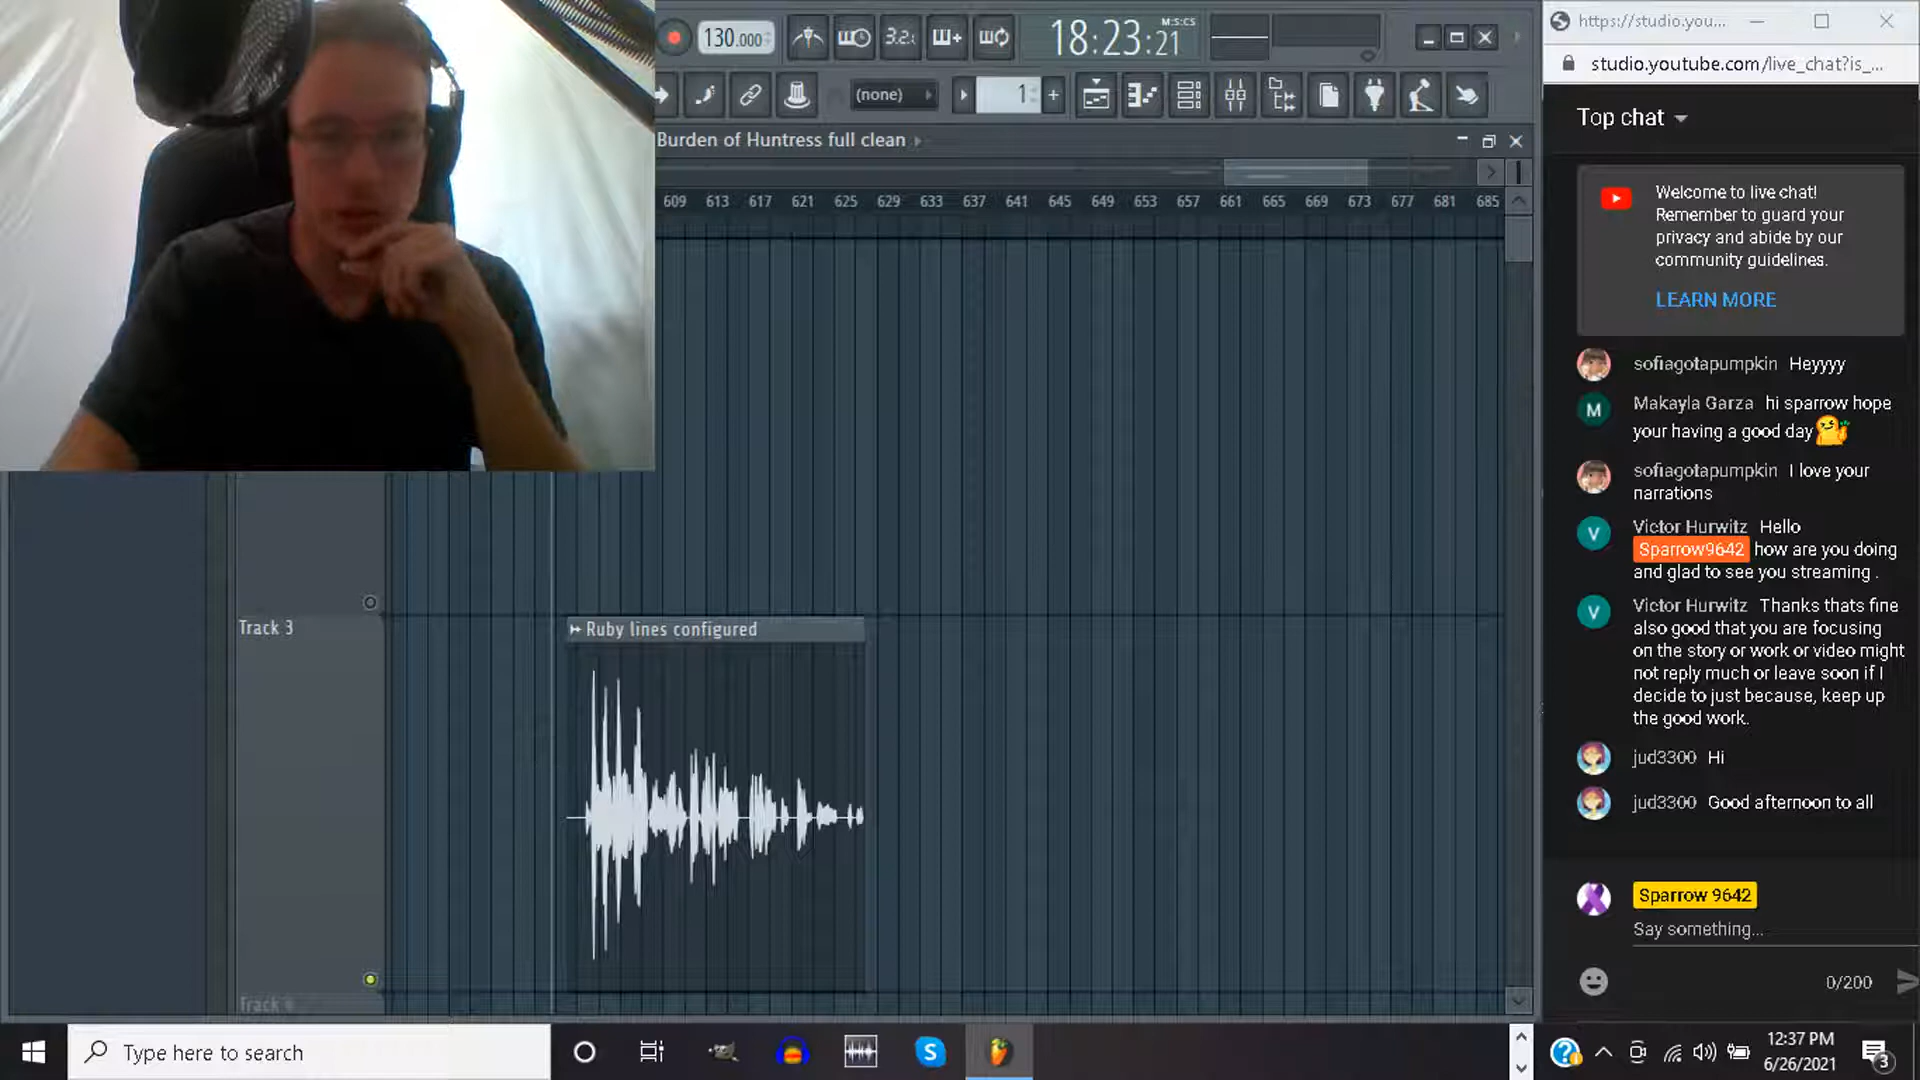 130.000
3.2:
18:23:21
M:S:CS
(none)
1
Burden of Huntress full clean
609 613 617 621 625 629 633 637 641 645 649 653 657 661 665 669 673 677 681 685
Track 3
Ruby lines configured
Track 4
https://studio.you...
studio.youtube.com/live_chat?is_...
Top chat
Welcome to live chat!
Remember to guard your
privacy and abide by our
community guidelines.
LEARN MORE
sofiagotapumpkin Heyyyy
M
Makayla Garza hi sparrow hope
your having a good day
sofiagotapumpkin I love your
narrations
V
Victor Hurwitz Hello
Sparrow9642 how are you doing
and glad to see you streaming .
V
Victor Hurwitz Thanks thats fine
also good that you are focusing
on the story or work or video might
not reply much or leave soon if I
decide to just because, keep up
the good work.
jud3300 Hi
jud3300 Good afternoon to all
Sparrow 9642
Say something...
0/200
Type here to search
S
12:37 PM
6/26/2021
3